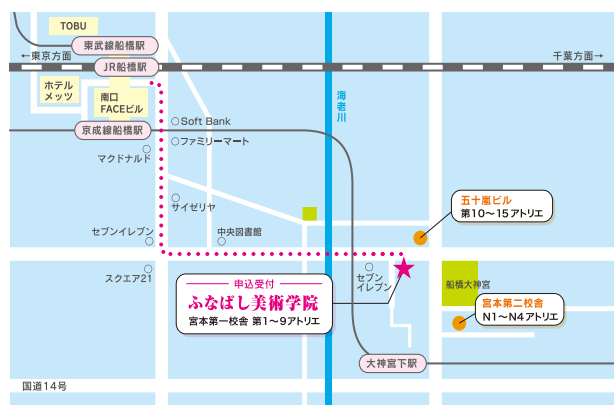 TOBU
東武線船橋駅
←東京方面
JR船橋駅
千葉方面→
ホテル
メッツ
南口
FACEビル
海老川
京成線船橋駅
Soft Bank
ファミリーマート
マクドナルド
サイゼリヤ
五十嵐ビル
第10〜15アトリエ
セブンイレブン
中央図書館
スクエア21
申込受付
ふなばし美術学院
宮本第一校舎 第1〜9アトリエ
セブン
イレブン
船橋大神宮
宮本第二校舎
N1〜N4アトリエ
大神宮下駅
国道14号